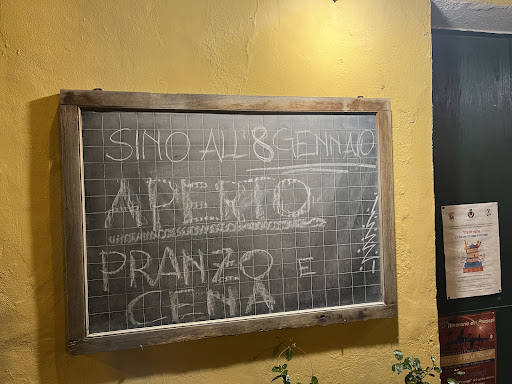 SINO ALL'8 GENNAIO
APERTO
PRANZO E
CENA
!!!!